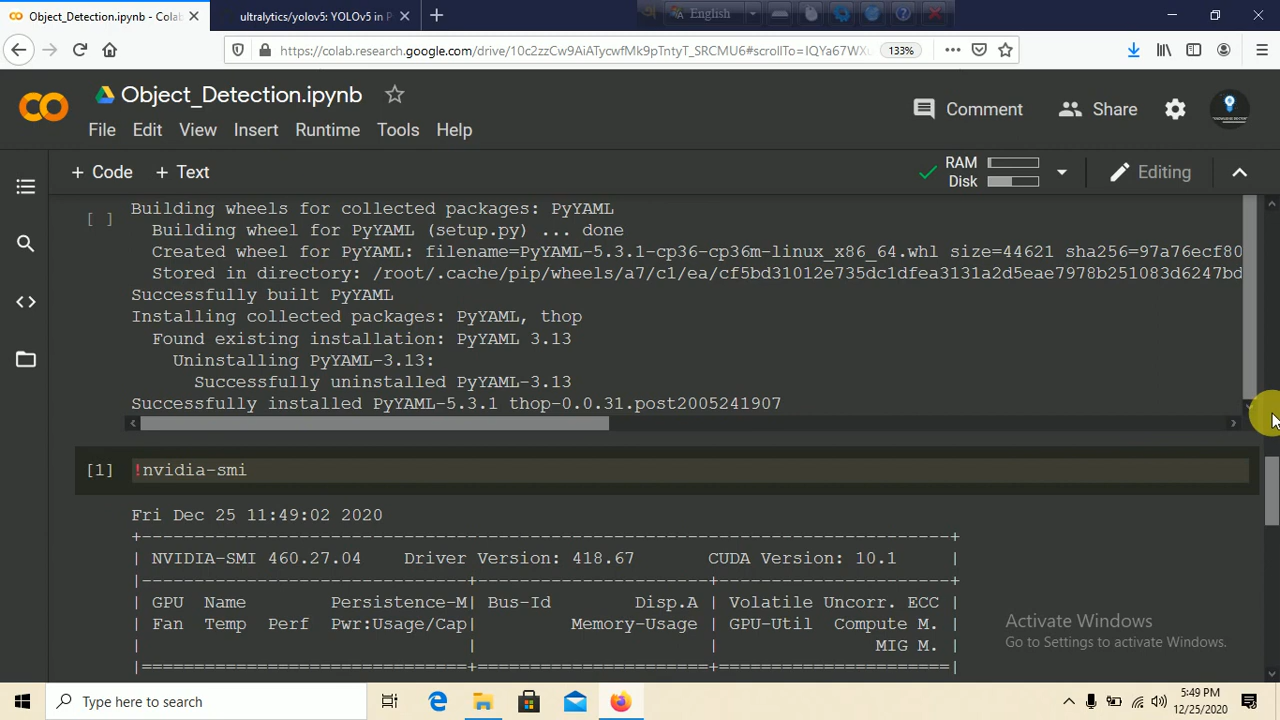 Object_Detection.ipynb - Colab
ultralytics/yolov5: YOLOv5 in P
English
https://colab.research.google.com/drive/10c2zzCw9AiATycwfMk9pTntyT_SRCMU6#scrollTo=IQYa67WX
133%
Object_Detection.ipynb
Comment
Share
File Edit View Insert Runtime Tools Help
+ Code + Text
RAM
Disk
Editing
[ ]
Building wheels for collected packages: PyYAML
Building wheel for PyYAML (setup.py) ... done
Created wheel for PyYAML: filename=PyYAML-5.3.1-cp36-cp36m-linux_x86_64.whl size=44621 sha256=97a76ecf80
Stored in directory: /root/.cache/pip/wheels/a7/c1/ea/cf5bd31012e735dc1dfea3131a2d5eae7978b251083d6247bd
Successfully built PyYAML
Installing collected packages: PyYAML, thop
Found existing installation: PyYAML 3.13
Uninstalling PyYAML-3.13:
Successfully uninstalled PyYAML-3.13
Successfully installed PyYAML-5.3.1 thop-0.0.31.post2005241907
[1] !nvidia-smi
Fri Dec 25 11:49:02 2020
+-----------------------------------------------------------------------------+
| NVIDIA-SMI 460.27.04    Driver Version: 418.67       CUDA Version: 10.1     |
|-------------------------------+----------------------+----------------------+
| GPU  Name        Persistence-M| Bus-Id        Disp.A | Volatile Uncorr. ECC |
| Fan  Temp  Perf  Pwr:Usage/Cap|         Memory-Usage | GPU-Util  Compute M. |
|                               |                      |               MIG M. |
|===============================+======================+======================|
Activate Windows
Go to Settings to activate Windows.
Type here to search
5:49 PM
12/25/2020